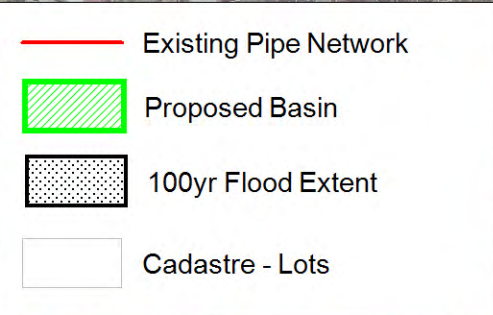 Existing Pipe Network
Proposed Basin
100yr Flood Extent
Cadastre - Lots